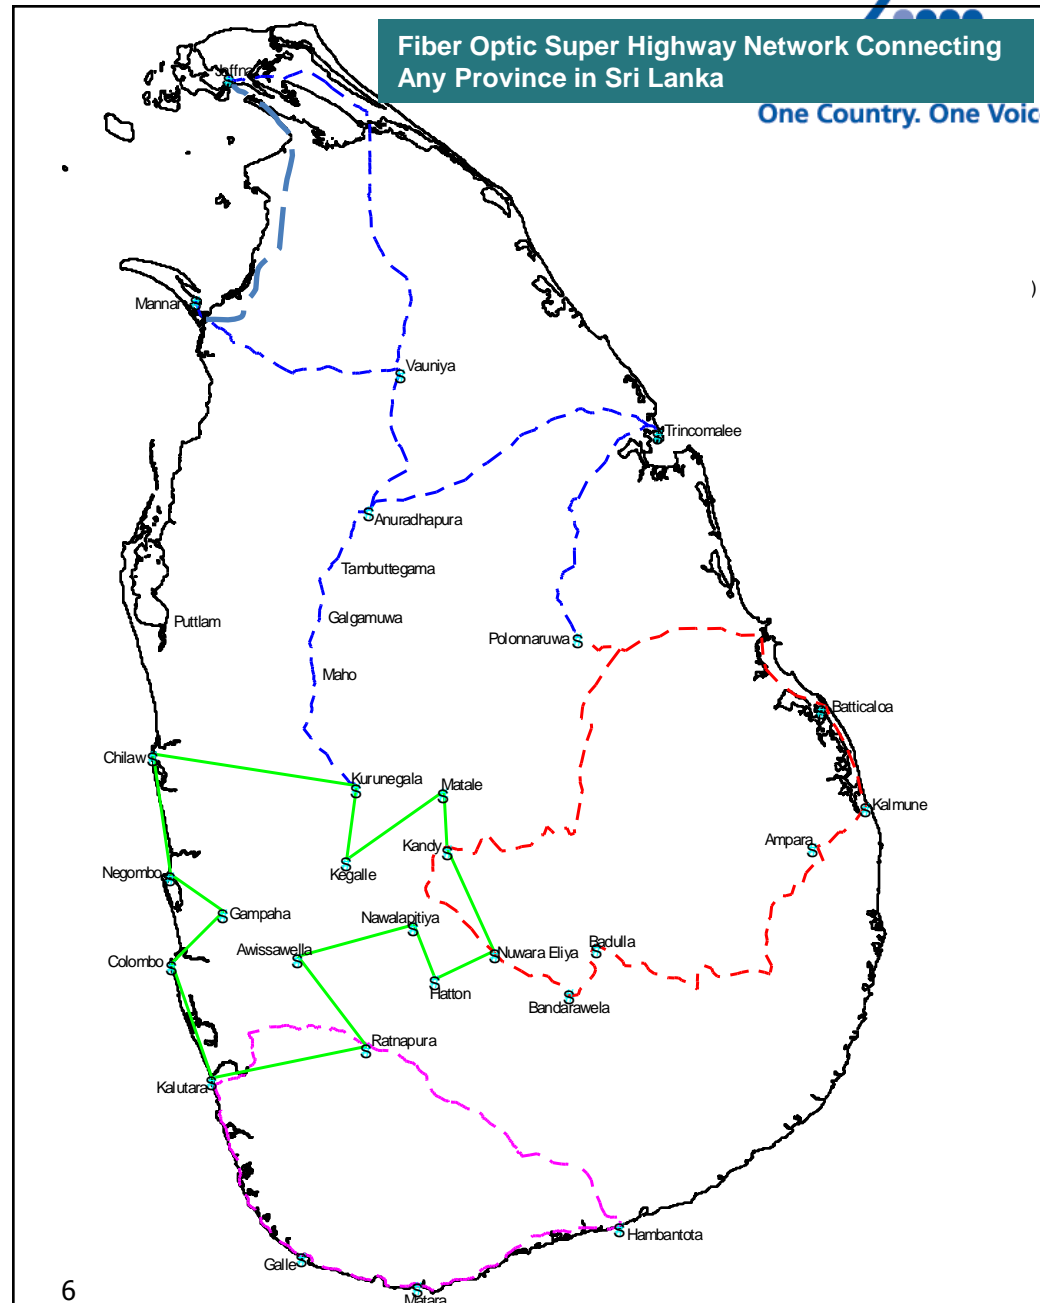 Fiber Optic Super Highway Network Connecting
Any Province in Sri Lanka
One Country. One Voic
Jaffna
)
Mannar
Vauniya
Trincomalee
Anuradhapura
Tambuttegama
Galgamuwa
Puttlam
Polonnaruwa
Maho
Batticaloa
Chilaw
Kurunegala
Matale
Kalmune
Kandy
Ampara
Negombo
Kegalle
Gampaha
Nawalapitiya
Awissawella
Badulla
Nuwara Eliya
Colombo
Hatton
Bandarawela
Ratnapura
Kalutara
Hambantota
Galle
Matara
6